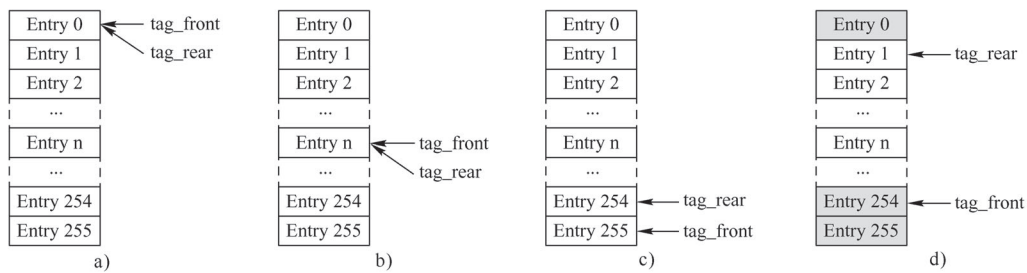 Entry 0
Entry 1
Entry 2
...
Entry n
...
Entry 254
Entry 255
tag_front
tag_rear
a)
Entry 0
Entry 1
Entry 2
...
Entry n
...
Entry 254
Entry 255
tag_front
tag_rear
b)
Entry 0
Entry 1
Entry 2
...
Entry n
...
Entry 254
Entry 255
tag_rear
tag_front
c)
Entry 0
Entry 1
Entry 2
...
Entry n
...
Entry 254
Entry 255
tag_rear
tag_front
d)